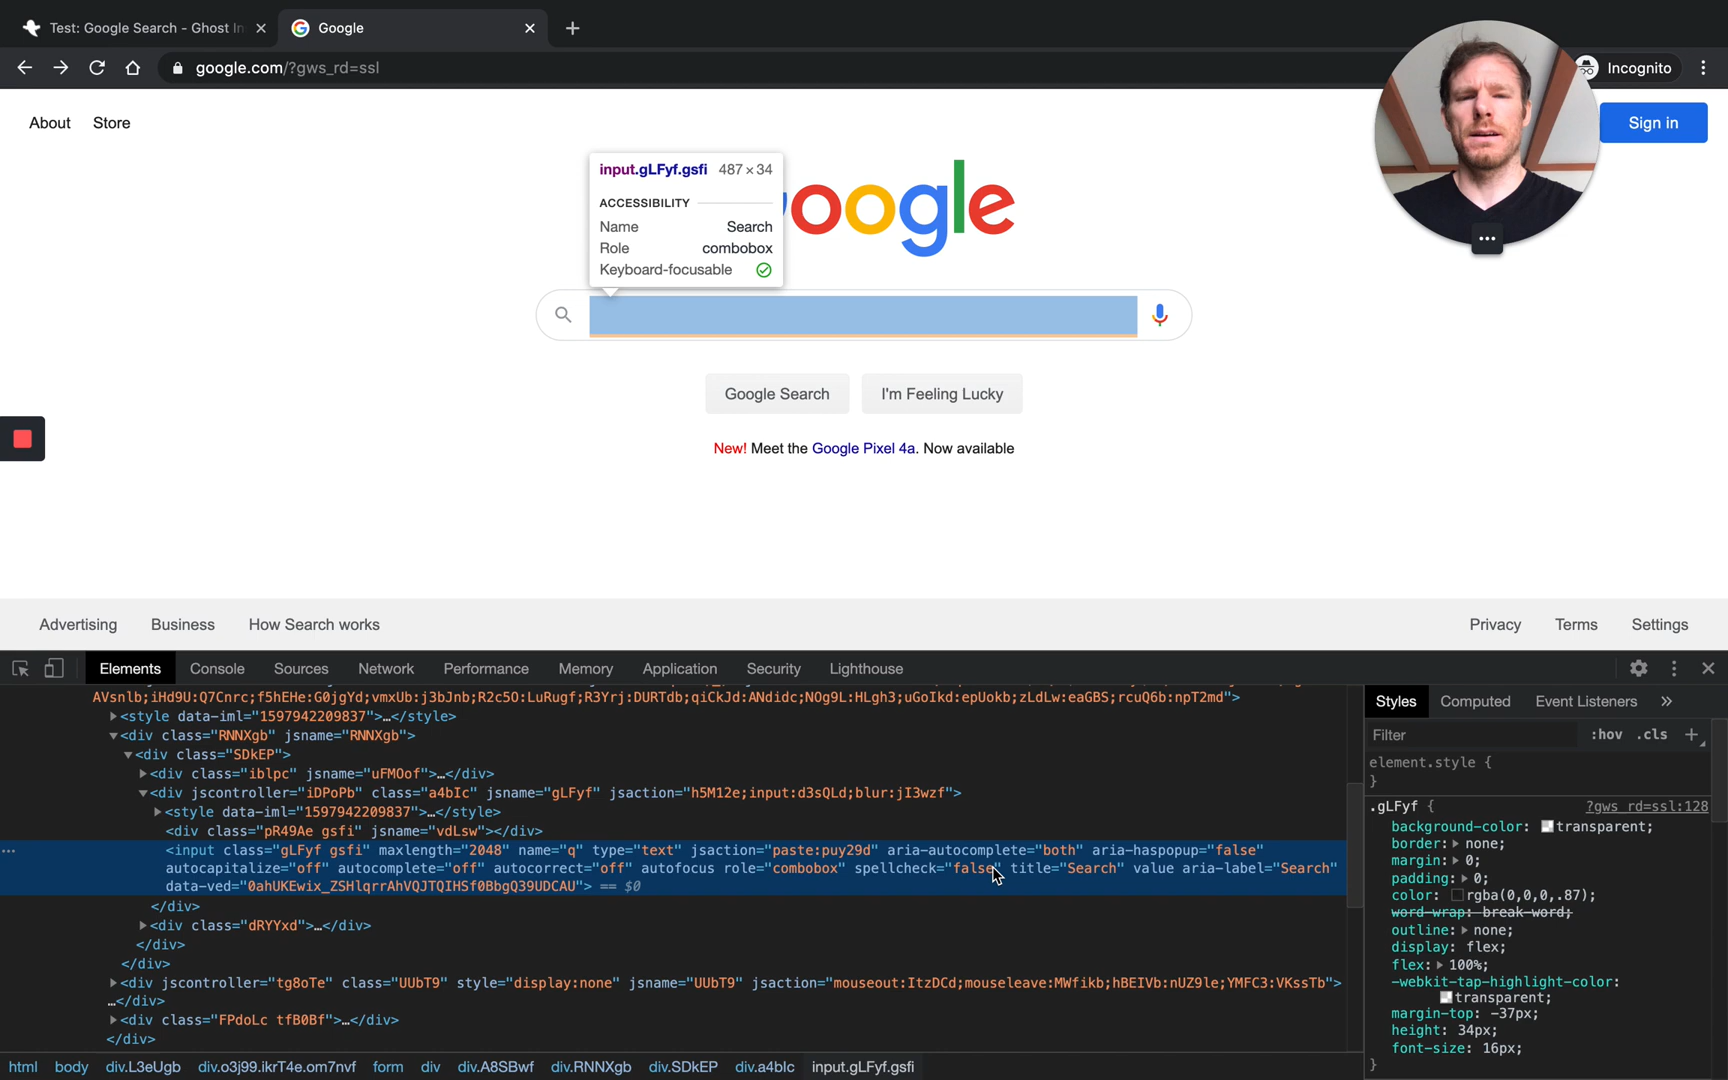 Test: Google Search - Ghost In
Google
google.com/?gws_rd=ssl
Incognito
About
Store
Sign in
input.gLFyf.gsfi 487 × 34
ACCESSIBILITY
Name Search
Role combobox
Keyboard-focusable
oogle
Google Search
I'm Feeling Lucky
New! Meet the Google Pixel 4a. Now available
Advertising
Business
How Search works
Privacy
Terms
Settings
Elements
Console
Sources
Network
Performance
Memory
Application
Security
Lighthouse
AVsnlb;iHd9U:Q7Cnrc;f5hEHe:G0jgYd;vmxUb:j3bJnb;R2c5O:LuRugf;R3Yrj:DURTdb;qiCkJd:ANdidc;NOg9L:HLgh3;uGoIkd:epUokb;zLdLw:eaGBS;rcuQ6b:npT2md">
<style data-iml="1597942209837">…</style>
<div class="RNNXgb" jsname="RNNXgb">
<div class="SDkEP">
<div class="iblpc" jsname="uFMOof">…</div>
<div jscontroller="iDPoPb" class="a4bIc" jsname="gLFyf" jsaction="h5M12e;input:d3sQLd;blur:jI3wzf">
<style data-iml="1597942209837">…</style>
<div class="pR49Ae gsfi" jsname="vdLsw"></div>
<input class="gLFyf gsfi" maxlength="2048" name="q" type="text" jsaction="paste:puy29d" aria-autocomplete="both" aria-haspopup="false"
autocapitalize="off" autocomplete="off" autocorrect="off" autofocus role="combobox" spellcheck="false" title="Search" value aria-label="Search"
data-ved="0ahUKEwix_ZSHlqrrAhVQJTQIHSf0BbgQ39UDCAU"> == $0
</div>
<div class="dRYYxd">…</div>
</div>
</div>
<div jscontroller="tg8oTe" class="UUbT9" style="display:none" jsname="UUbT9" jsaction="mouseout:ItzDCd;mouseleave:MWfikb;hBEIVb:nUZ9le;YMFC3:VKssTb">
…</div>
<div class="FPdoLc tfB0Bf">…</div>
</div>
html body div.L3eUgb div.o3j99.ikrT4e.om7nvf form div div.A8SBwf div.RNNXgb div.SDkEP div.a4bIc input.gLFyf.gsfi
Styles
Computed
Event Listeners
Filter
:hov .cls
element.style {
}
.gLFyf { ?gws_rd=ssl:128
background-color: transparent;
border: none;
margin: 0;
padding: 0;
color: rgba(0,0,0,.87);
word-wrap: break-word;
outline: none;
display: flex;
flex: 100%;
-webkit-tap-highlight-color:
transparent;
margin-top: -37px;
height: 34px;
font-size: 16px;
}